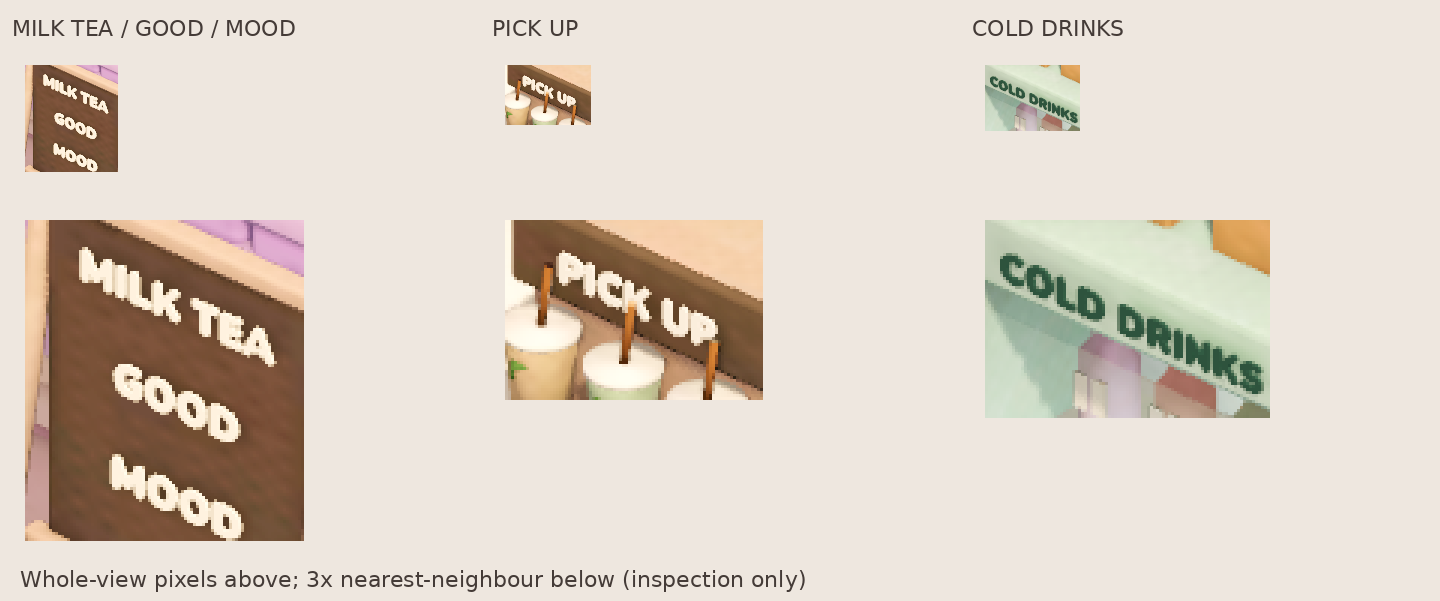 MILK TEA / GOOD / MOOD
PICK UP
COLD DRINKS
MILK TEA
GOOD
MOOD
PICK UP
COLD DRINKS
MILK TEA
GOOD
MOOD
PICK UP
COLD DRINKS
Whole-view pixels above; 3x nearest-neighbour below (inspection only)